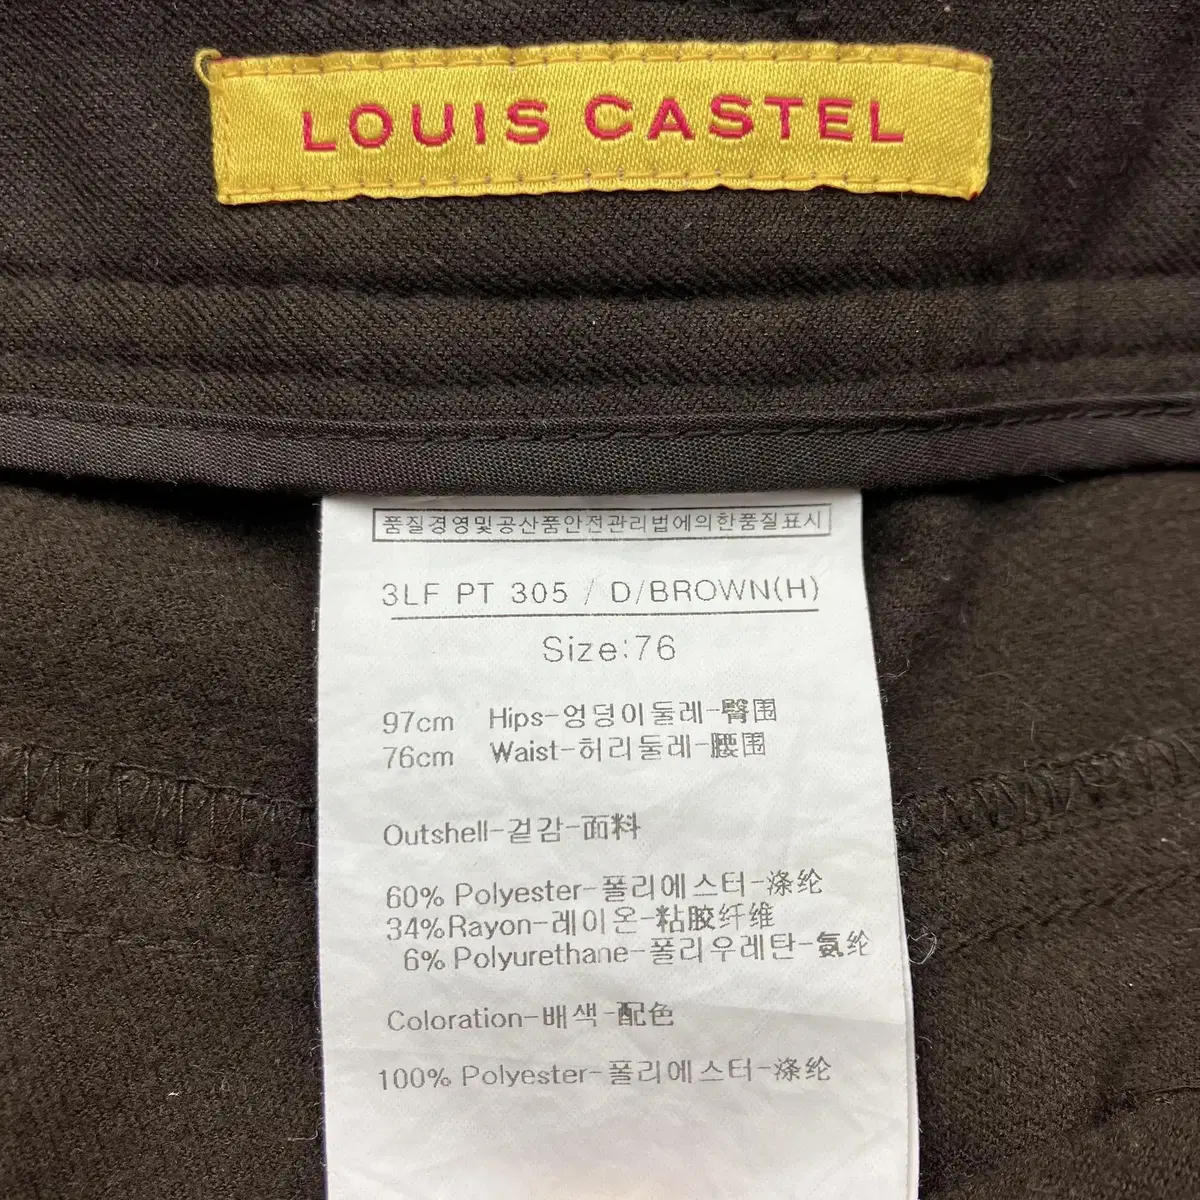 LOUIS CASTEL
품질경영및공산품안전관리법에의한품질표시
3LF PT 305 / D/BROWN(H)
Size:76
97cm Hips-엉덩이둘레-臀围
76cm Waist-허리둘레-腰围
Outshell-겉감-面料
60% Polyester-폴리에스터-涤纶
34%Rayon-레이온-粘胶纤维
6% Polyurethane-폴리우레탄-氨纶
Coloration-배색-配色
100% Polyester-폴리에스터-涤纶